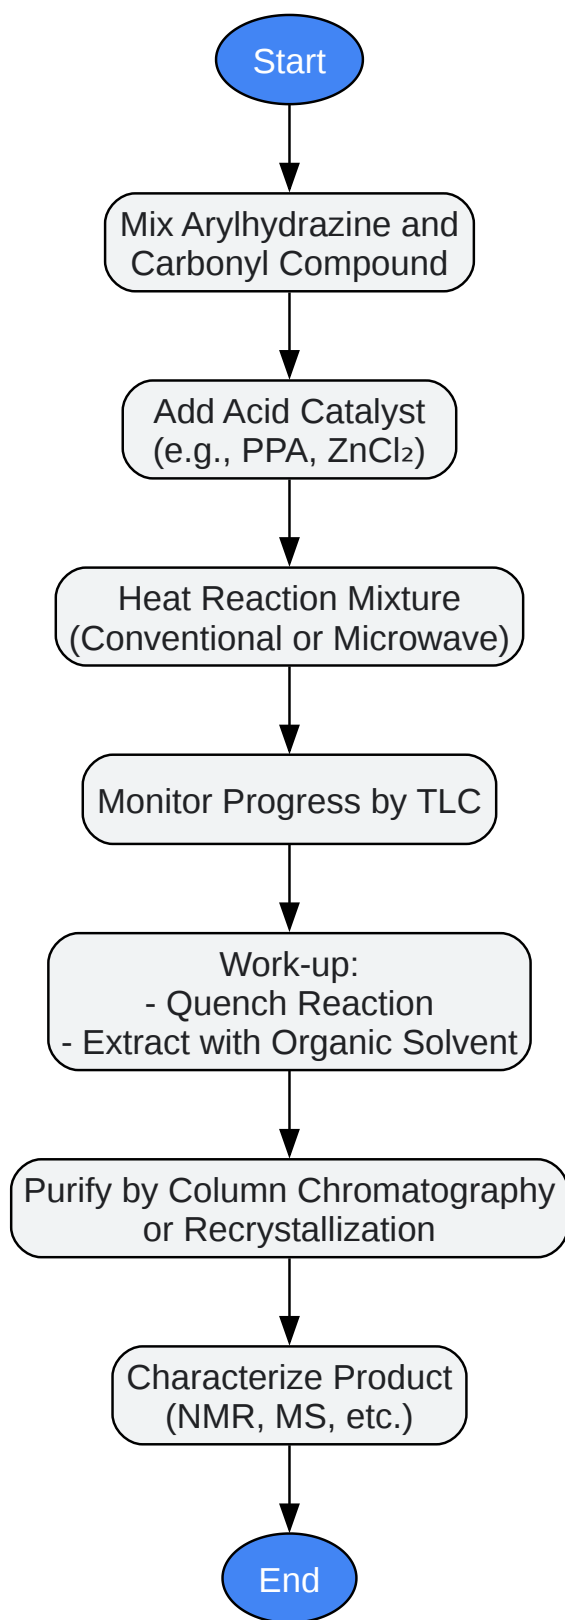 Start
Mix Arylhydrazine and
Carbonyl Compound
Add Acid Catalyst
(e.g., PPA, ZnCl₂)
Heat Reaction Mixture
(Conventional or Microwave)
Monitor Progress by TLC
Work-up:
- Quench Reaction
- Extract with Organic Solvent
Purify by Column Chromatography
or Recrystallization
Characterize Product
(NMR, MS, etc.)
End